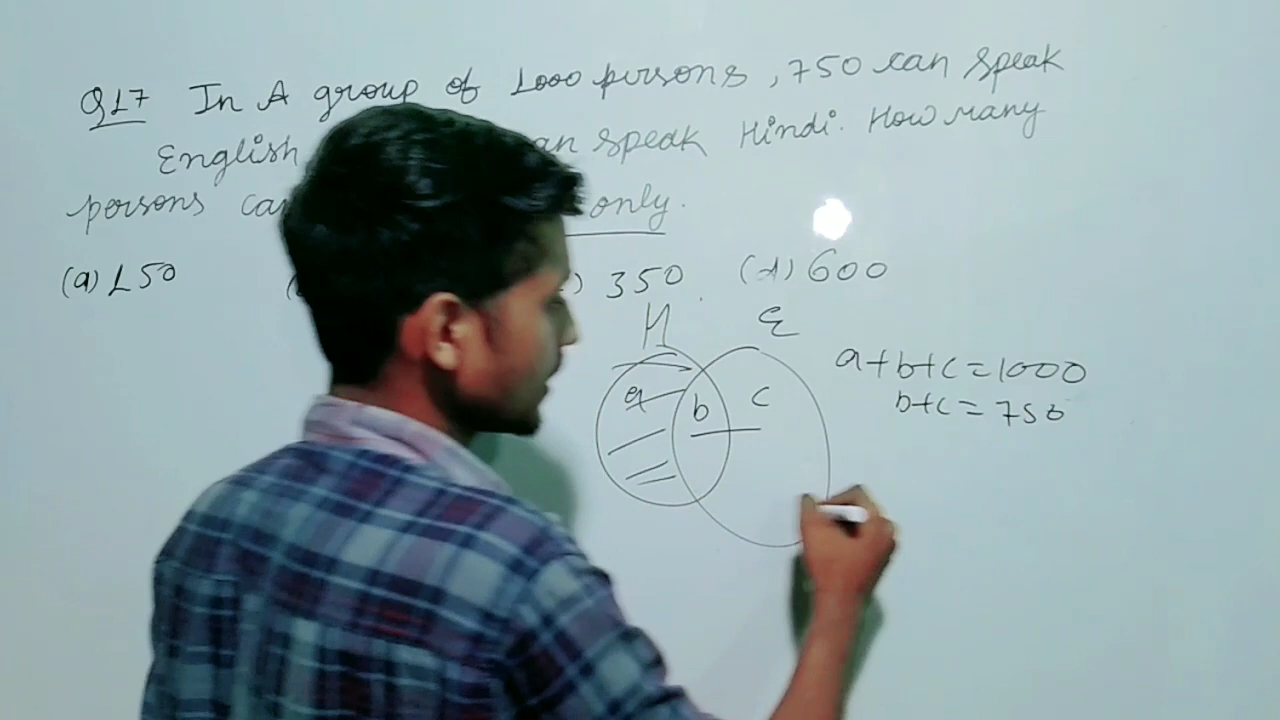 Q17 In A group of 1000 persons, 750 can speak
English an speak Hindi. How many
persons ca only.
(a) 150 ) 350. (d) 600
H E
a b c
a+b+c=1000
b+c=750